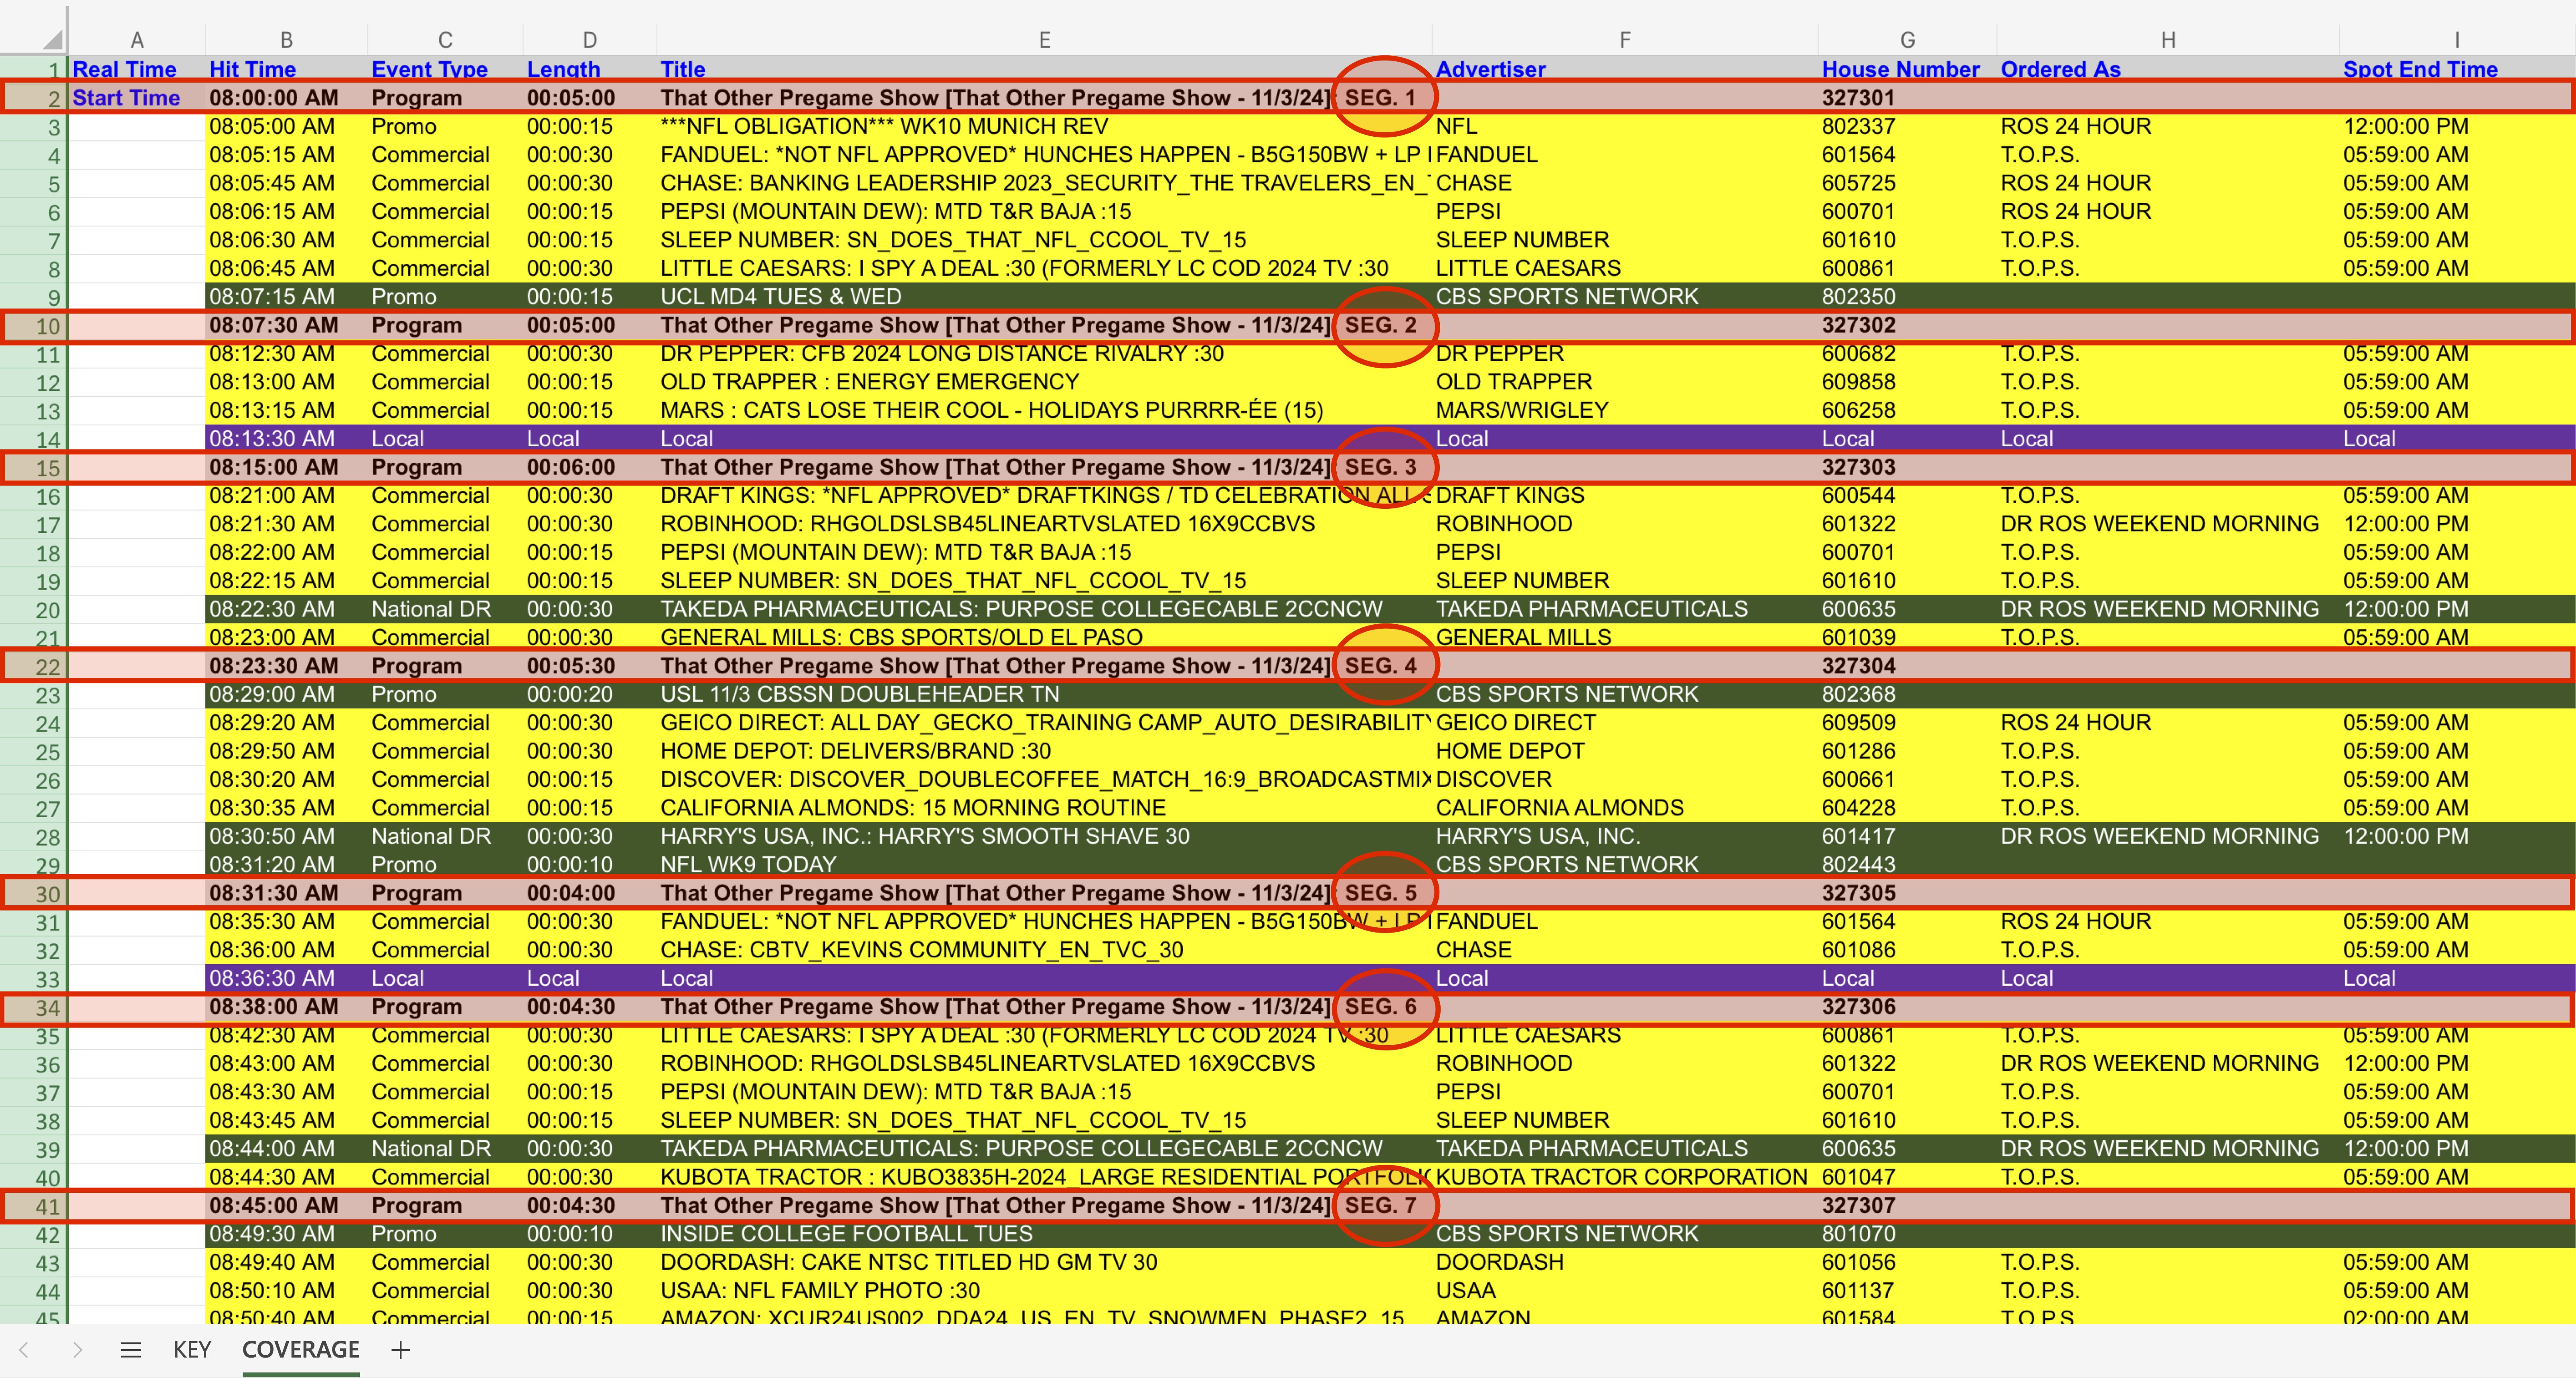 A B C D E F G H I
1 Real Time Hit Time Event Type Length Title Advertiser House Number Ordered As Spot End Time
2 Start Time 08:00:00 AM Program 00:05:00 That Other Pregame Show [That Other Pregame Show - 11/3/24] SEG. 1 327301
3 08:05:00 AM Promo 00:00:15 ***NFL OBLIGATION*** WK10 MUNICH REV NFL 802337 ROS 24 HOUR 12:00:00 PM
4 08:05:15 AM Commercial 00:00:30 FANDUEL: *NOT NFL APPROVED* HUNCHES HAPPEN - B5G150BW + LP FANDUEL 601564 T.O.P.S. 05:59:00 AM
5 08:05:45 AM Commercial 00:00:30 CHASE: BANKING LEADERSHIP 2023_SECURITY_THE TRAVELERS_EN_ CHASE 605725 ROS 24 HOUR 05:59:00 AM
6 08:06:15 AM Commercial 00:00:15 PEPSI (MOUNTAIN DEW): MTD T&R BAJA :15 PEPSI 600701 ROS 24 HOUR 05:59:00 AM
7 08:06:30 AM Commercial 00:00:15 SLEEP NUMBER: SN_DOES_THAT_NFL_CCOOL_TV_15 SLEEP NUMBER 601610 T.O.P.S. 05:59:00 AM
8 08:06:45 AM Commercial 00:00:30 LITTLE CAESARS: I SPY A DEAL :30 (FORMERLY LC COD 2024 TV :30 LITTLE CAESARS 600861 T.O.P.S. 05:59:00 AM
9 08:07:15 AM Promo 00:00:15 UCL MD4 TUES & WED CBS SPORTS NETWORK 802350
10 08:07:30 AM Program 00:05:00 That Other Pregame Show [That Other Pregame Show - 11/3/24] SEG. 2 327302
11 08:12:30 AM Commercial 00:00:30 DR PEPPER: CFB 2024 LONG DISTANCE RIVALRY :30 DR PEPPER 600682 T.O.P.S. 05:59:00 AM
12 08:13:00 AM Commercial 00:00:15 OLD TRAPPER : ENERGY EMERGENCY OLD TRAPPER 609858 T.O.P.S. 05:59:00 AM
13 08:13:15 AM Commercial 00:00:15 MARS : CATS LOSE THEIR COOL - HOLIDAYS PURRRR-ÉE (15) MARS/WRIGLEY 606258 T.O.P.S. 05:59:00 AM
14 08:13:30 AM Local Local Local Local Local Local Local
15 08:15:00 AM Program 00:06:00 That Other Pregame Show [That Other Pregame Show - 11/3/24] SEG. 3 327303
16 08:21:00 AM Commercial 00:00:30 DRAFT KINGS: *NFL APPROVED* DRAFTKINGS / TD CELEBRATION ALL DRAFT KINGS 600544 T.O.P.S. 05:59:00 AM
17 08:21:30 AM Commercial 00:00:30 ROBINHOOD: RHGOLDSLSB45LINEARTVSLATED 16X9CCBVS ROBINHOOD 601322 DR ROS WEEKEND MORNING 12:00:00 PM
18 08:22:00 AM Commercial 00:00:15 PEPSI (MOUNTAIN DEW): MTD T&R BAJA :15 PEPSI 600701 T.O.P.S. 05:59:00 AM
19 08:22:15 AM Commercial 00:00:15 SLEEP NUMBER: SN_DOES_THAT_NFL_CCOOL_TV_15 SLEEP NUMBER 601610 T.O.P.S. 05:59:00 AM
20 08:22:30 AM National DR 00:00:30 TAKEDA PHARMACEUTICALS: PURPOSE COLLEGECABLE 2CCNCW TAKEDA PHARMACEUTICALS 600635 DR ROS WEEKEND MORNING 12:00:00 PM
21 08:23:00 AM Commercial 00:00:30 GENERAL MILLS: CBS SPORTS/OLD EL PASO GENERAL MILLS 601039 T.O.P.S. 05:59:00 AM
22 08:23:30 AM Program 00:05:30 That Other Pregame Show [That Other Pregame Show - 11/3/24] SEG. 4 327304
23 08:29:00 AM Promo 00:00:20 USL 11/3 CBSSN DOUBLEHEADER TN CBS SPORTS NETWORK 802368
24 08:29:20 AM Commercial 00:00:30 GEICO DIRECT: ALL DAY_GECKO_TRAINING CAMP_AUTO_DESIRABILITY GEICO DIRECT 609509 ROS 24 HOUR 05:59:00 AM
25 08:29:50 AM Commercial 00:00:30 HOME DEPOT: DELIVERS/BRAND :30 HOME DEPOT 601286 T.O.P.S. 05:59:00 AM
26 08:30:20 AM Commercial 00:00:15 DISCOVER: DISCOVER_DOUBLECOFFEE_MATCH_16:9_BROADCASTMIX DISCOVER 600661 T.O.P.S. 05:59:00 AM
27 08:30:35 AM Commercial 00:00:15 CALIFORNIA ALMONDS: 15 MORNING ROUTINE CALIFORNIA ALMONDS 604228 T.O.P.S. 05:59:00 AM
28 08:30:50 AM National DR 00:00:30 HARRY'S USA, INC.: HARRY'S SMOOTH SHAVE 30 HARRY'S USA, INC. 601417 DR ROS WEEKEND MORNING 12:00:00 PM
29 08:31:20 AM Promo 00:00:10 NFL WK9 TODAY CBS SPORTS NETWORK 802443
30 08:31:30 AM Program 00:04:00 That Other Pregame Show [That Other Pregame Show - 11/3/24] SEG. 5 327305
31 08:35:30 AM Commercial 00:00:30 FANDUEL: *NOT NFL APPROVED* HUNCHES HAPPEN - B5G150BW + LP FANDUEL 601564 ROS 24 HOUR 05:59:00 AM
32 08:36:00 AM Commercial 00:00:30 CHASE: CBTV_KEVINS COMMUNITY_EN_TVC_30 CHASE 601086 T.O.P.S. 05:59:00 AM
33 08:36:30 AM Local Local Local Local Local Local Local
34 08:38:00 AM Program 00:04:30 That Other Pregame Show [That Other Pregame Show - 11/3/24] SEG. 6 327306
35 08:42:30 AM Commercial 00:00:30 LITTLE CAESARS: I SPY A DEAL :30 (FORMERLY LC COD 2024 TV :30 LITTLE CAESARS 600861 T.O.P.S. 05:59:00 AM
36 08:43:00 AM Commercial 00:00:30 ROBINHOOD: RHGOLDSLSB45LINEARTVSLATED 16X9CCBVS ROBINHOOD 601322 DR ROS WEEKEND MORNING 12:00:00 PM
37 08:43:30 AM Commercial 00:00:15 PEPSI (MOUNTAIN DEW): MTD T&R BAJA :15 PEPSI 600701 T.O.P.S. 05:59:00 AM
38 08:43:45 AM Commercial 00:00:15 SLEEP NUMBER: SN_DOES_THAT_NFL_CCOOL_TV_15 SLEEP NUMBER 601610 T.O.P.S. 05:59:00 AM
39 08:44:00 AM National DR 00:00:30 TAKEDA PHARMACEUTICALS: PURPOSE COLLEGECABLE 2CCNCW TAKEDA PHARMACEUTICALS 600635 DR ROS WEEKEND MORNING 12:00:00 PM
40 08:44:30 AM Commercial 00:00:30 KUBOTA TRACTOR : KUBO3835H-2024_LARGE RESIDENTIAL PORTFOLIO KUBOTA TRACTOR CORPORATION 601047 T.O.P.S. 05:59:00 AM
41 08:45:00 AM Program 00:04:30 That Other Pregame Show [That Other Pregame Show - 11/3/24] SEG. 7 327307
42 08:49:30 AM Promo 00:00:10 INSIDE COLLEGE FOOTBALL TUES CBS SPORTS NETWORK 801070
43 08:49:40 AM Commercial 00:00:30 DOORDASH: CAKE NTSC TITLED HD GM TV 30 DOORDASH 601056 T.O.P.S. 05:59:00 AM
44 08:50:10 AM Commercial 00:00:30 USAA: NFL FAMILY PHOTO :30 USAA 601137 T.O.P.S. 05:59:00 AM
45 08:50:40 AM Commercial 00:00:15 AMAZON: XCUR24US002_DDA24_US_EN_TV_SNOWMEN_PHASE2_15 AMAZON 601584 T.O.P.S. 02:00:00 AM
KEY COVERAGE